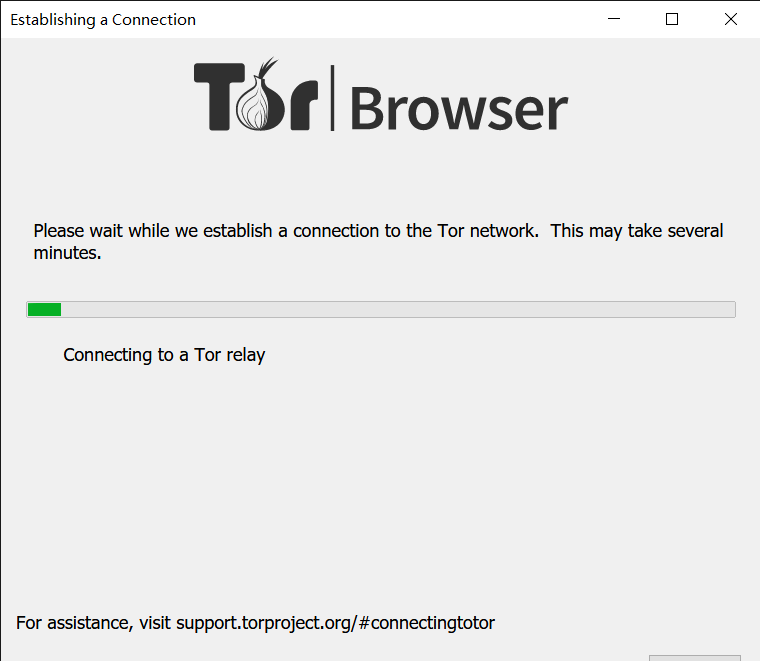 Establishing a Connection
Tor Browser
Please wait while we establish a connection to the Tor network.  This may take several
minutes.
Connecting to a Tor relay
For assistance, visit support.torproject.org/#connectingtotor